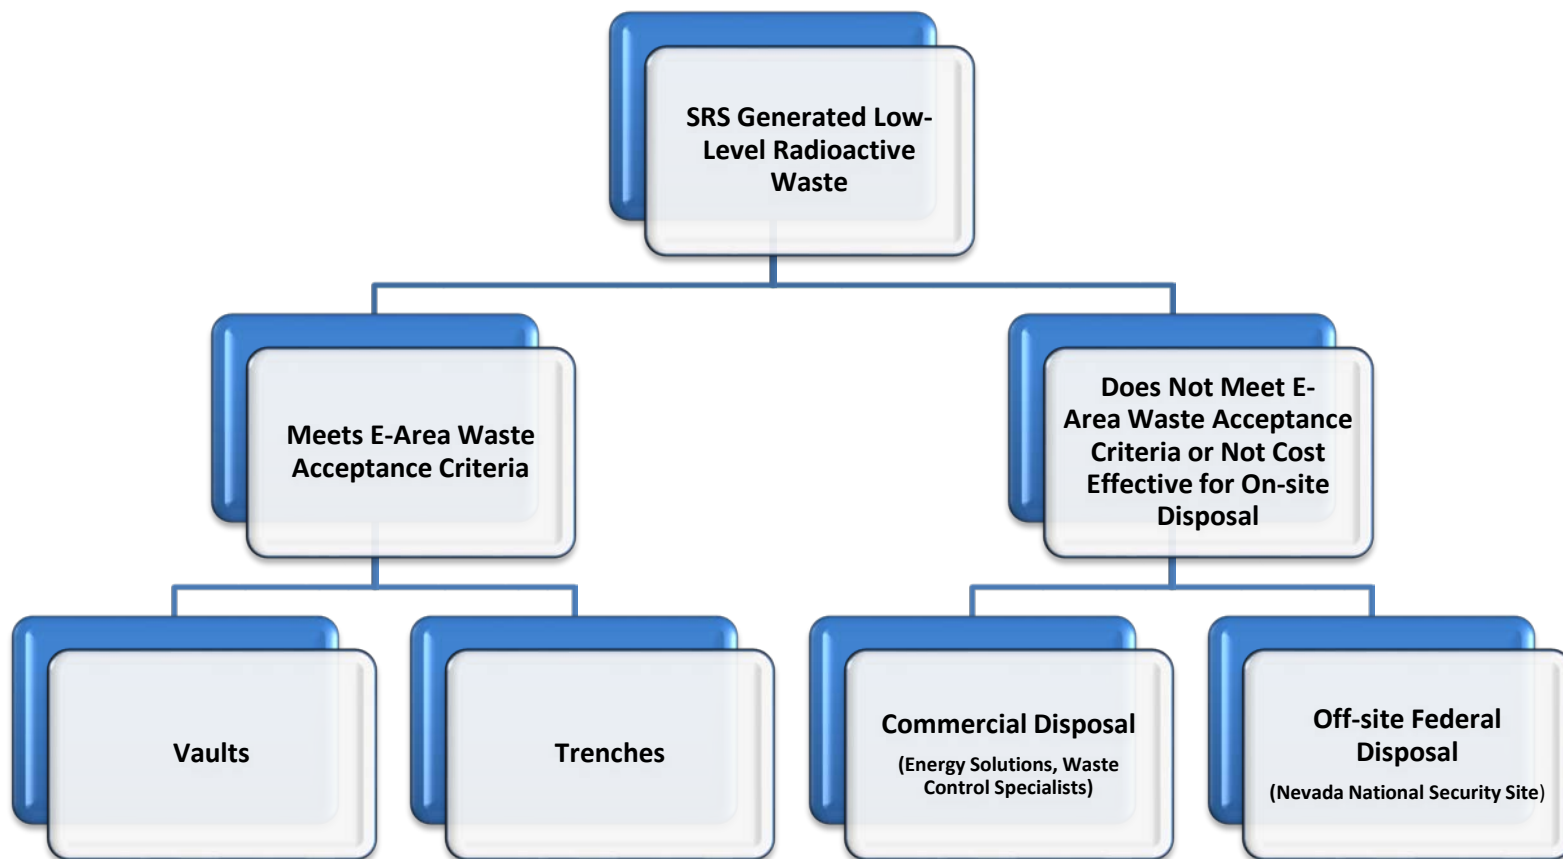 SRS Generated Low-
Level Radioactive
Waste
Meets E-Area Waste
Acceptance Criteria
Does Not Meet E-
Area Waste Acceptance
Criteria or Not Cost
Effective for On-site
Disposal
Vaults
Trenches
Commercial Disposal
(Energy Solutions, Waste
Control Specialists)
Off-site Federal
Disposal
(Nevada National Security Site)